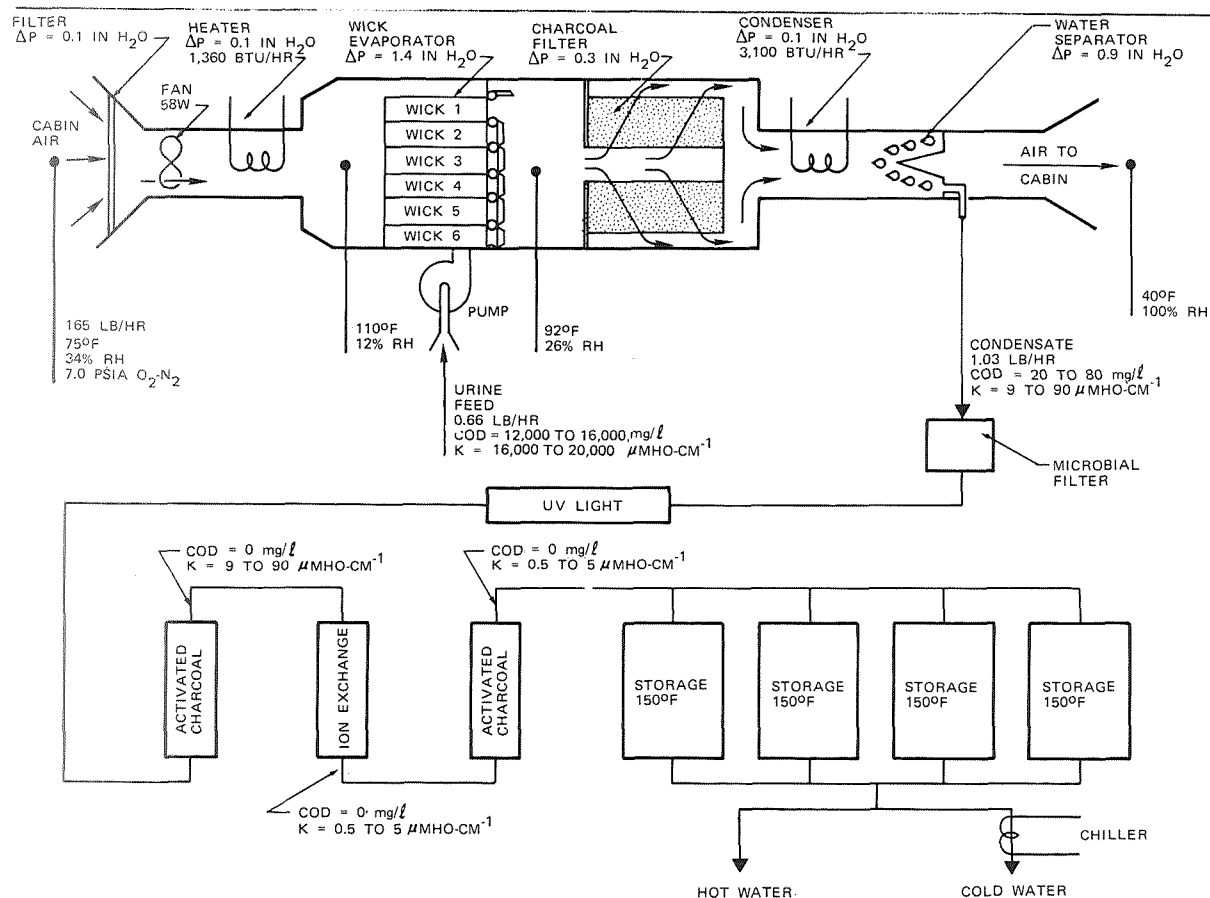 FILTER
ΔP = 0.1 IN H₂O
HEATER
ΔP = 0.1 IN H₂O
1,360 BTU/HR
WICK
EVAPORATOR
ΔP = 1.4 IN H₂O
CHARCOAL
FILTER
ΔP = 0.3 IN H₂O
CONDENSER
ΔP = 0.1 IN H₂O
3,100 BTU/HR
WATER
SEPARATOR
ΔP = 0.9 IN H₂O
FAN
58W
CABIN
AIR
WICK 1
WICK 2
WICK 3
WICK 4
WICK 5
WICK 6
AIR TO
CABIN
PUMP
165 LB/HR
75°F
34% RH
7.0 PSIA O₂-N₂
110°F
12% RH
92°F
26% RH
40°F
100% RH
URINE
FEED
0.66 LB/HR
COD = 12,000 TO 16,000, mg/ℓ
K = 16,000 TO 20,000 μMHO-CM⁻¹
CONDENSATE
1.03 LB/HR
COD = 20 TO 80 mg/ℓ
K = 9 TO 90 μMHO-CM⁻¹
MICROBIAL
FILTER
UV LIGHT
COD = 0 mg/ℓ
K = 9 TO 90 μMHO-CM⁻¹
COD = 0 mg/ℓ
K = 0.5 TO 5 μMHO-CM⁻¹
ACTIVATED
CHARCOAL
ION EXCHANGE
ACTIVATED
CHARCOAL
STORAGE
150°F
STORAGE
150°F
STORAGE
150°F
STORAGE
150°F
COD = 0 mg/ℓ
K = 0.5 TO 5 μMHO-CM⁻¹
CHILLER
HOT WATER
COLD WATER